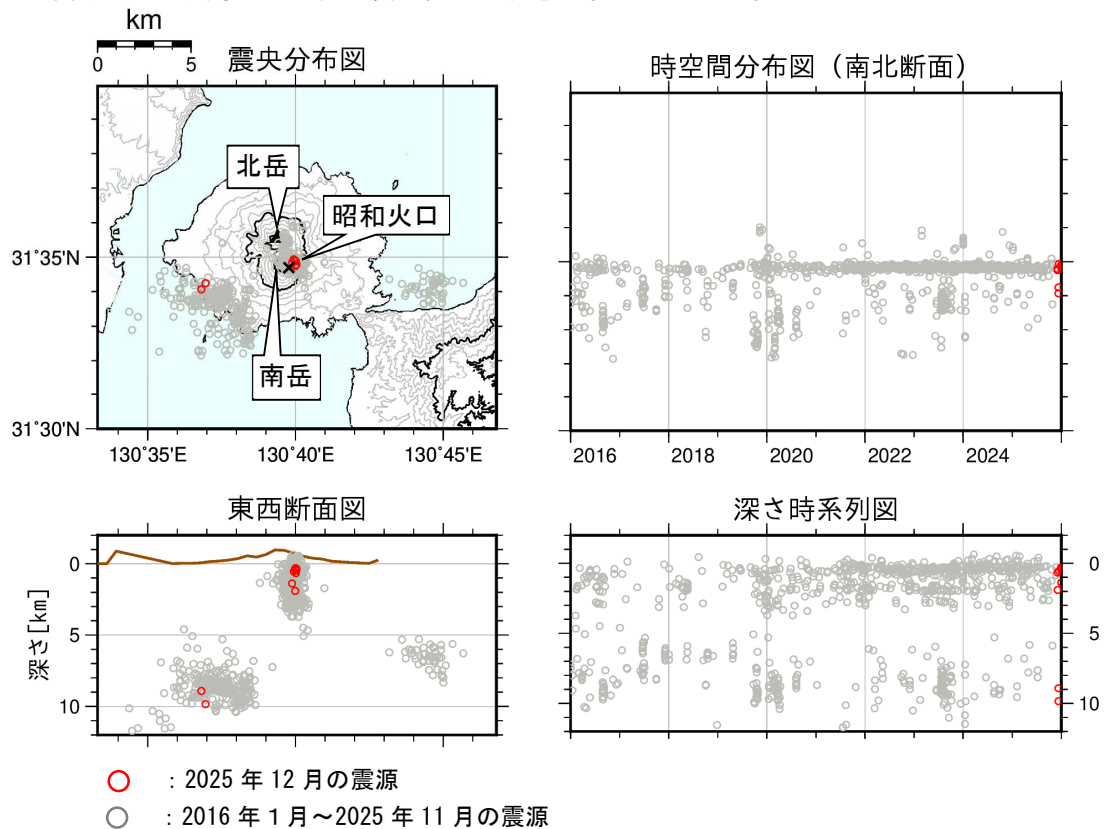 km
0 5
震央分布図
北岳
昭和火口
南岳
31°35'N
31°30'N
130°35'E 130°40'E 130°45'E
時空間分布図（南北断面）
2016 2018 2020 2022 2024
東西断面図
深さ[km]
0
5
10
深さ時系列図
0
5
10
：2025 年 12 月の震源
：2016 年 1 月～2025 年 11 月の震源